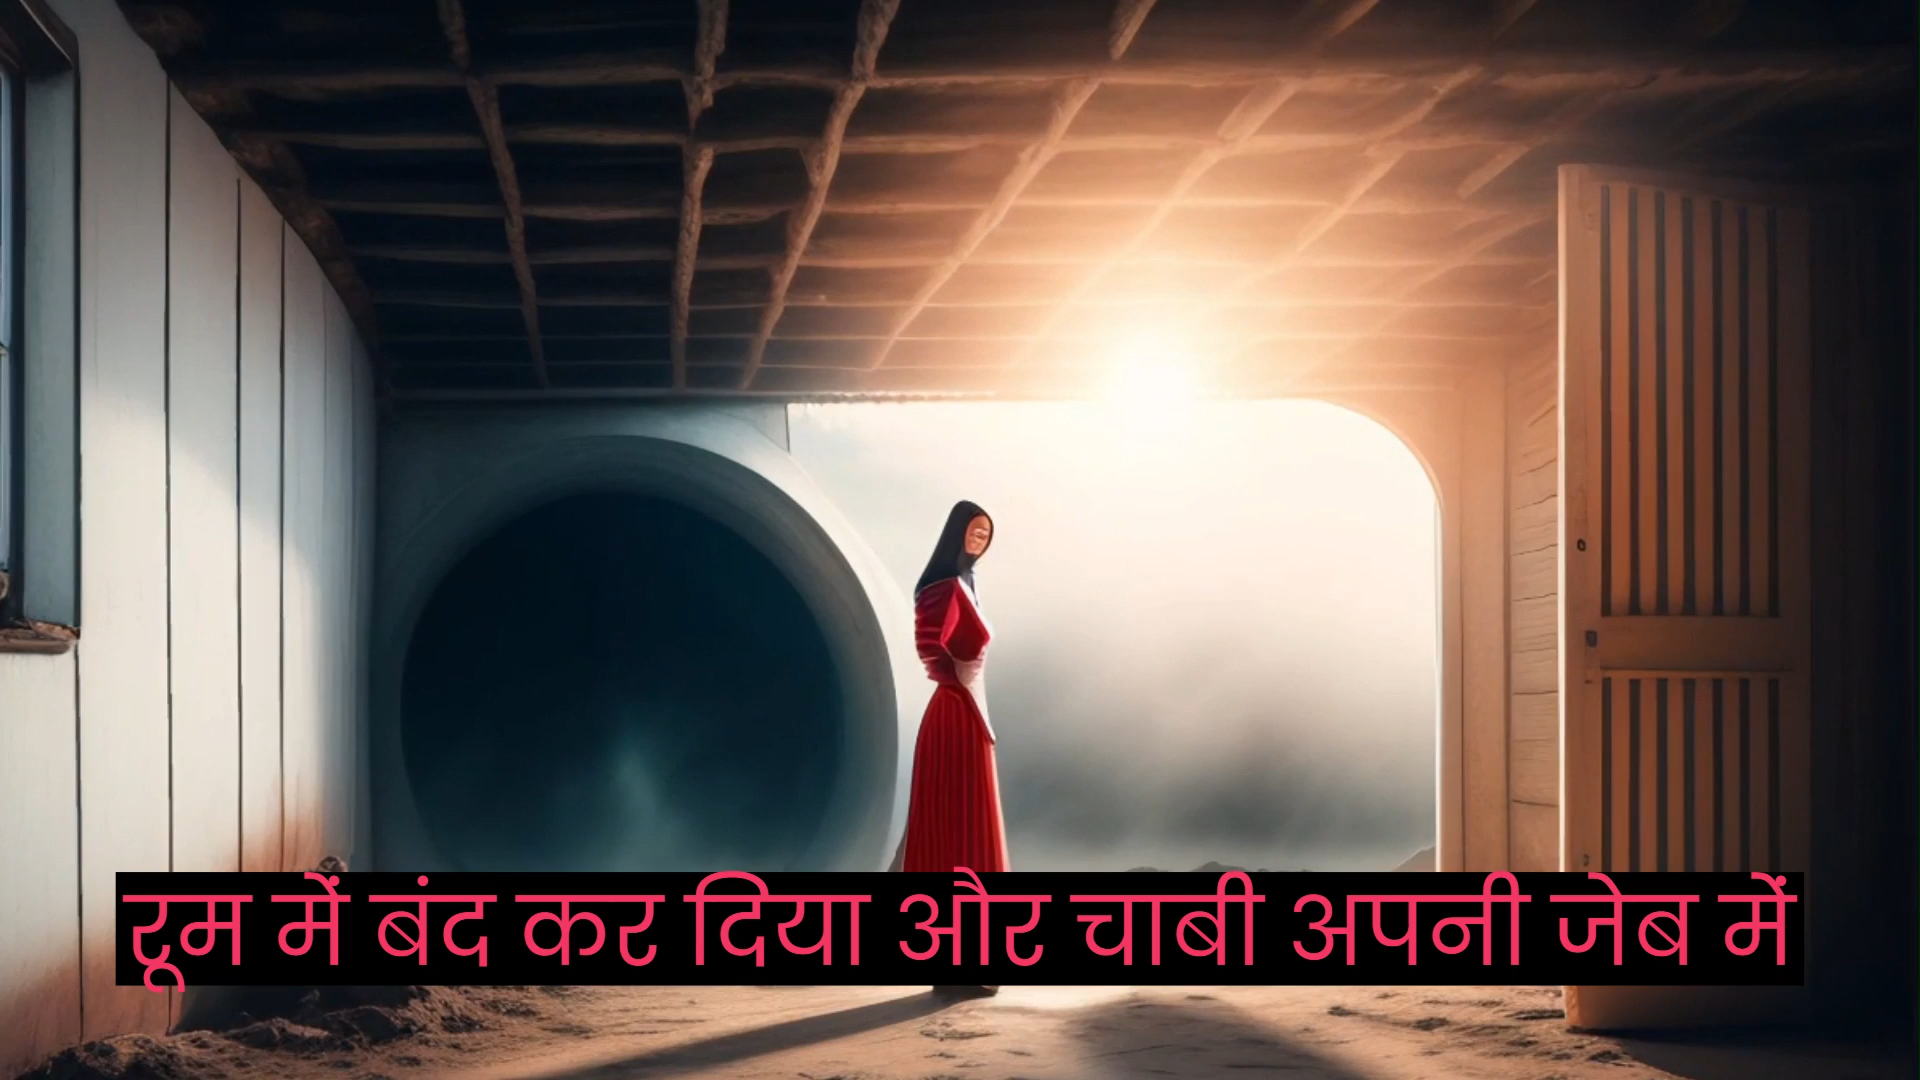 रूम में बंद कर दिया और चाबी अपनी जेब में